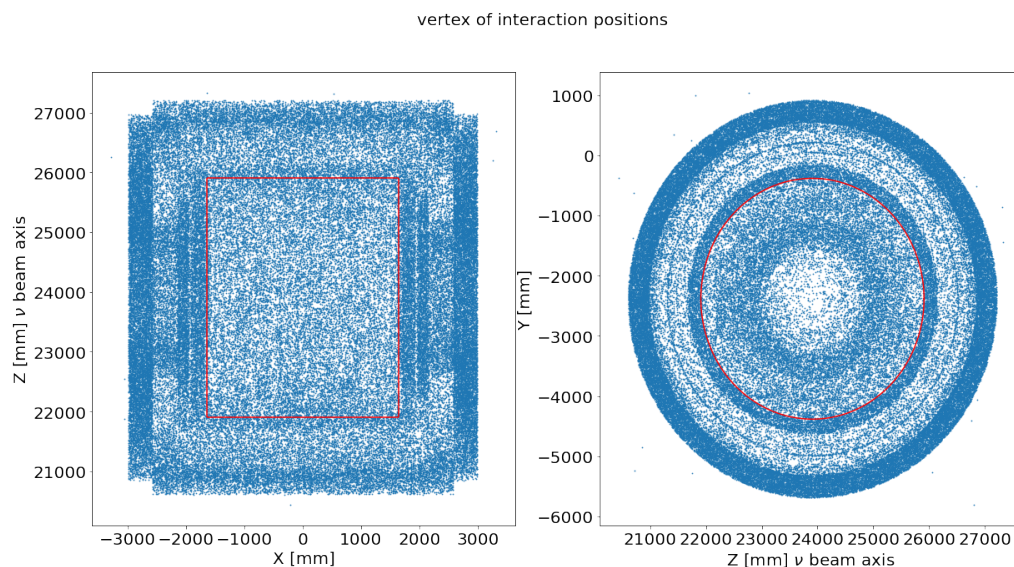 vertex of interaction positions
27000
26000
25000
24000
23000
22000
21000
Z [mm] ν beam axis
−3000 −2000 −1000 0 1000 2000 3000
X [mm]
1000
0
−1000
−2000
−3000
−4000
−5000
−6000
Y [mm]
21000 22000 23000 24000 25000 26000 27000
Z [mm] ν beam axis